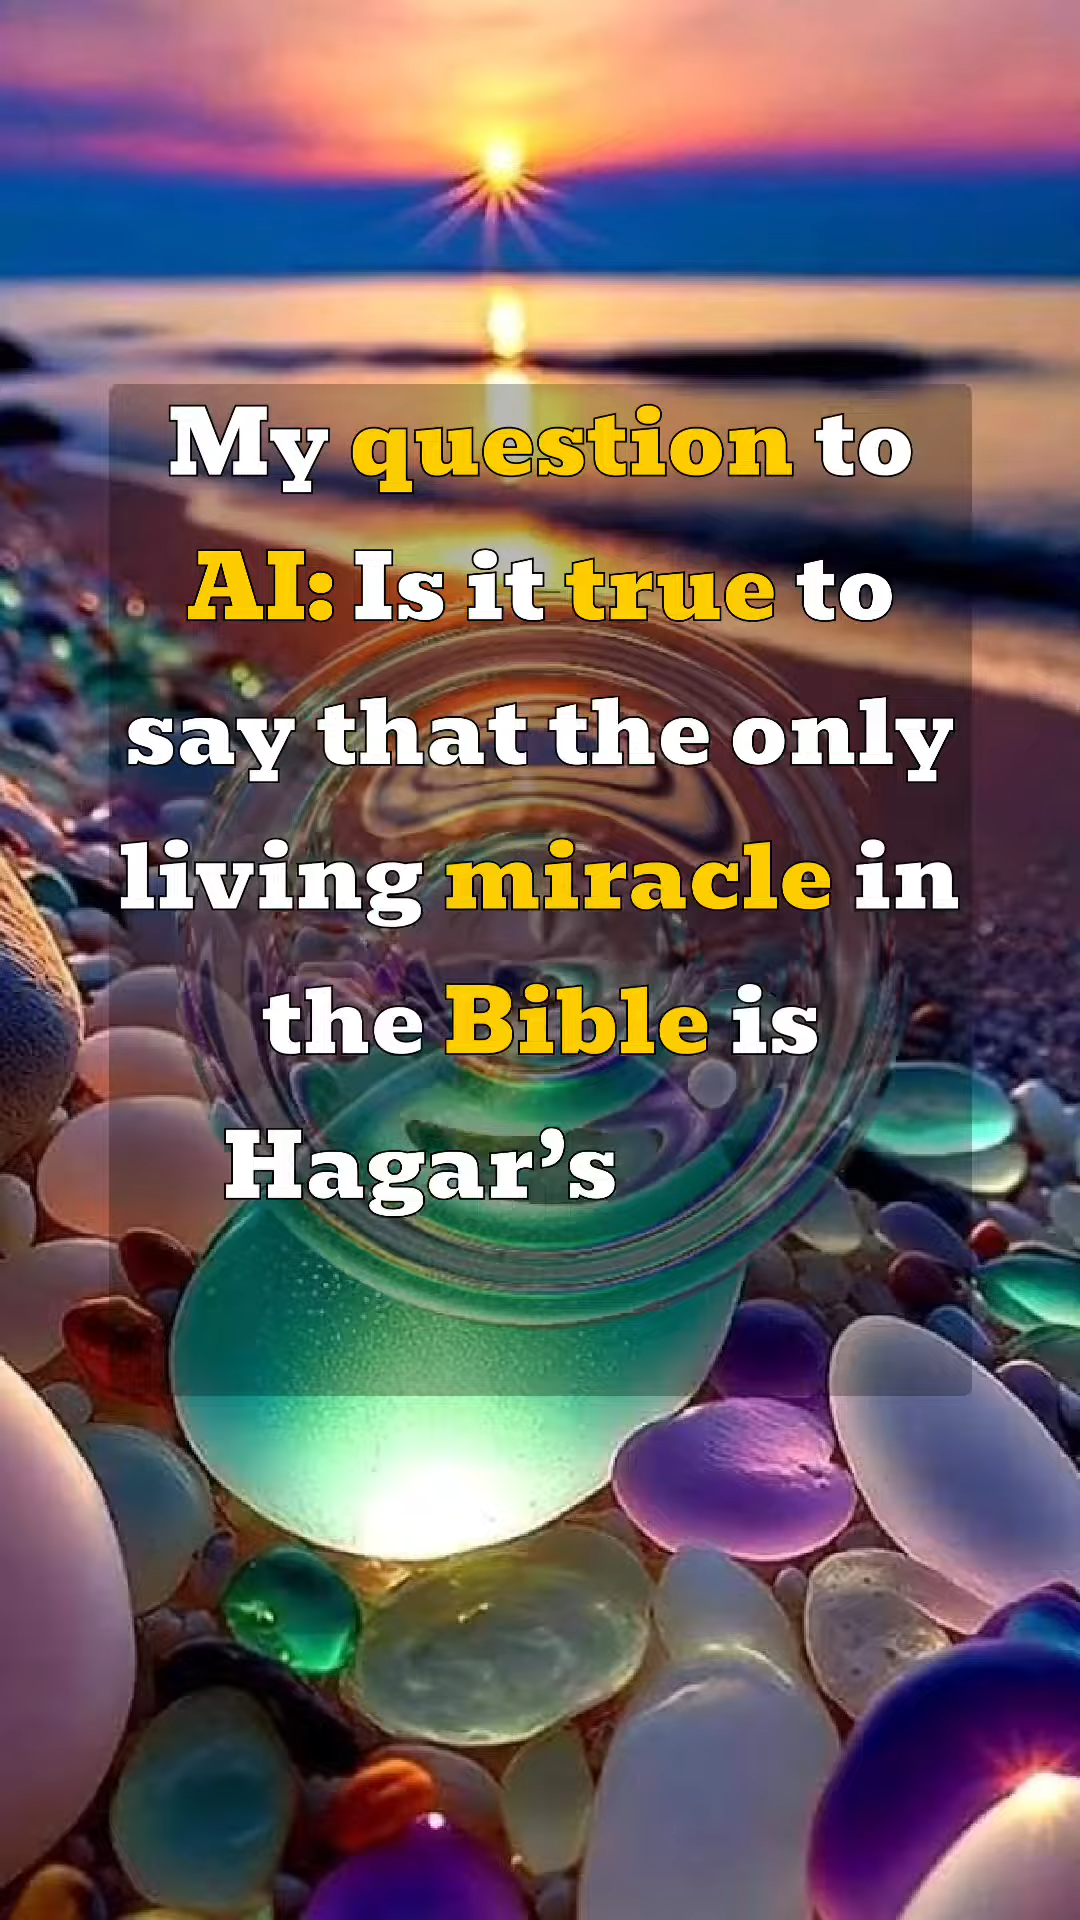 My question to
AI: Is it true to
say that the only
living miracle in
the Bible is
Hagar’s